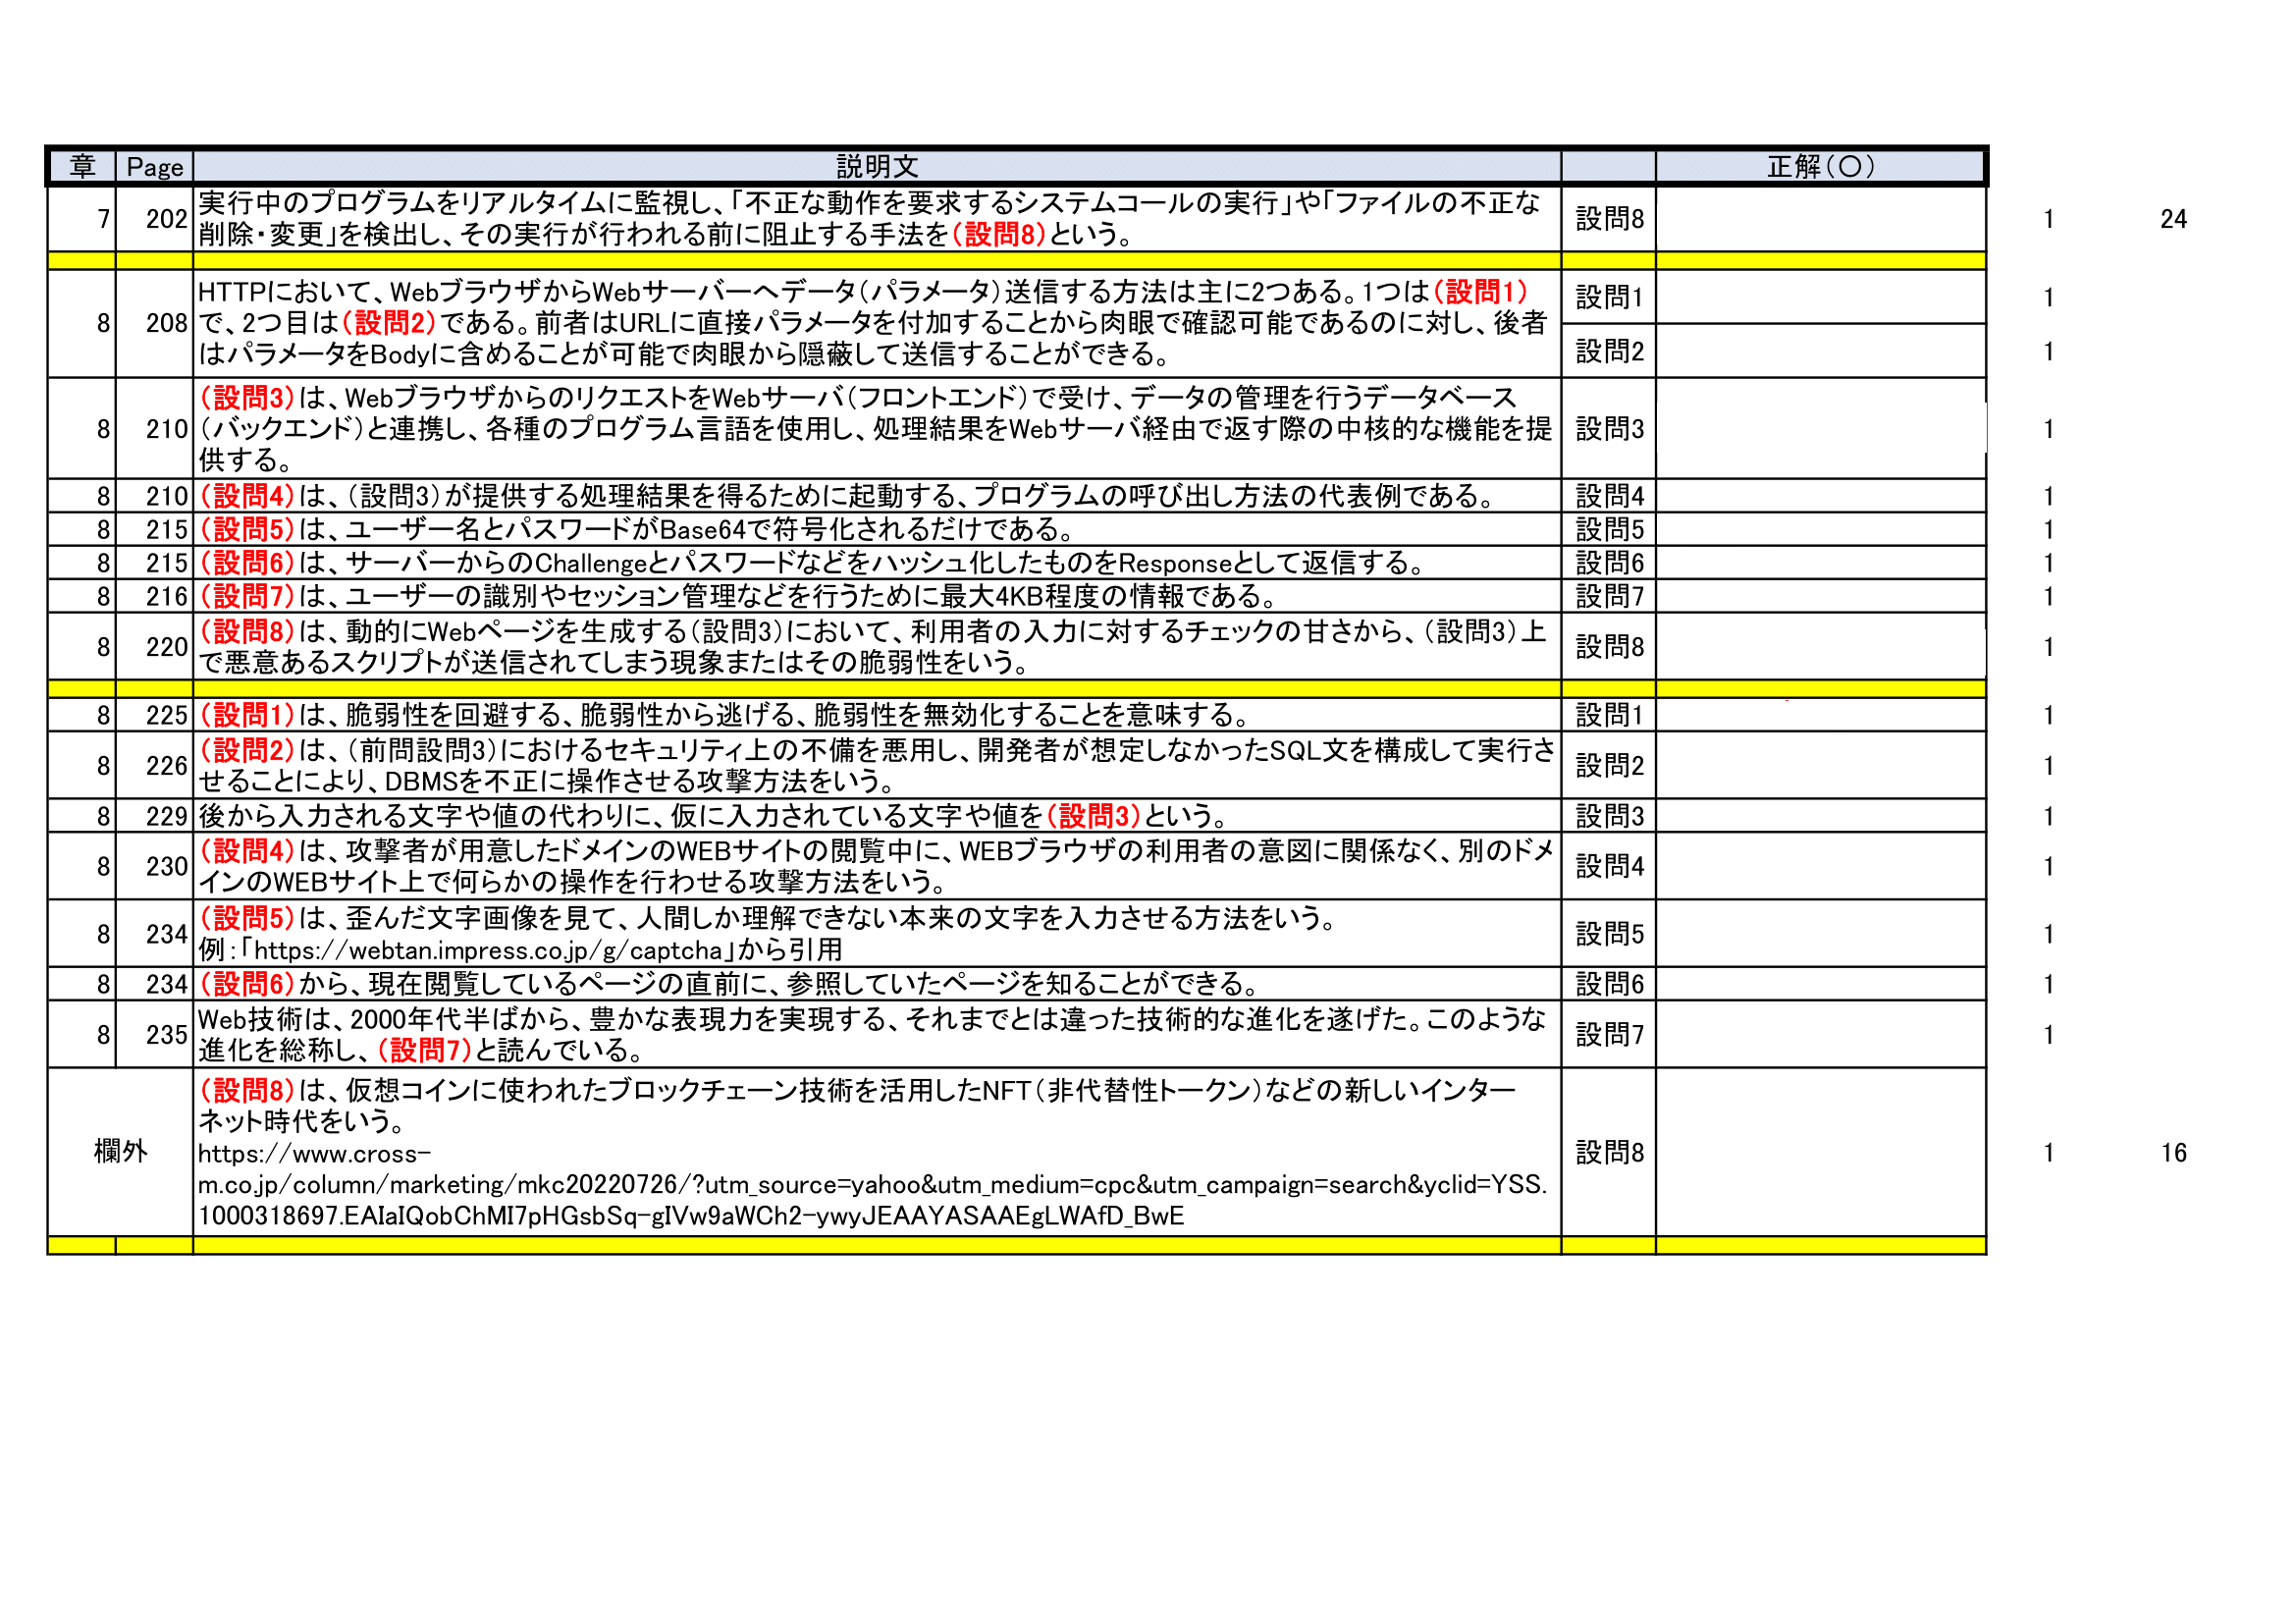 章 Page 説明文 正解(〇)
7 202 実行中のプログラムをリアルタイムに監視し、「不正な動作を要求するシステムコールの実行」や「ファイルの不正な
削除・変更」を検出し、その実行が行われる前に阻止する手法を(設問8)という。 設問8 1 24
8 208 HTTPにおいて、WebブラウザからWebサーバーへデータ(パラメータ)送信する方法は主に2つある。1つは(設問1)
で、2つ目は(設問2)である。前者はURLに直接パラメータを付加することから肉眼で確認可能であるのに対し、後者
はパラメータをBodyに含めることが可能で肉眼から隠蔽して送信することができる。
設問1 1
設問2 1
8 210 (設問3)は、WebブラウザからのリクエストをWebサーバ(フロントエンド)で受け、データの管理を行うデータベース
(バックエンド)と連携し、各種のプログラム言語を使用し、処理結果をWebサーバ経由で返す際の中核的な機能を提
供する。 設問3 1
8 210 (設問4)は、(設問3)が提供する処理結果を得るために起動する、プログラムの呼び出し方法の代表例である。 設問4 1
8 215 (設問5)は、ユーザー名とパスワードがBase64で符号化されるだけである。 設問5 1
8 215 (設問6)は、サーバーからのChallengeとパスワードなどをハッシュ化したものをResponseとして返信する。 設問6 1
8 216 (設問7)は、ユーザーの識別やセッション管理などを行うために最大4KB程度の情報である。 設問7 1
8 220 (設問8)は、動的にWebページを生成する(設問3)において、利用者の入力に対するチェックの甘さから、(設問3)上
で悪意あるスクリプトが送信されてしまう現象またはその脆弱性をいう。 設問8 1
8 225 (設問1)は、脆弱性を回避する、脆弱性から逃げる、脆弱性を無効化することを意味する。 設問1 1
8 226 (設問2)は、(前問設問3)におけるセキュリティ上の不備を悪用し、開発者が想定しなかったSQL文を構成して実行さ
せることにより、DBMSを不正に操作させる攻撃方法をいう。 設問2 1
8 229 後から入力される文字や値の代わりに、仮に入力されている文字や値を(設問3)という。 設問3 1
8 230 (設問4)は、攻撃者が用意したドメインのWEBサイトの閲覧中に、WEBブラウザの利用者の意図に関係なく、別のドメ
インのWEBサイト上で何らかの操作を行わせる攻撃方法をいう。 設問4 1
8 234 (設問5)は、歪んだ文字画像を見て、人間しか理解できない本来の文字を入力させる方法をいう。
例:「https://webtan.impress.co.jp/g/captcha」から引用 設問5 1
8 234 (設問6)から、現在閲覧しているページの直前に、参照していたページを知ることができる。 設問6 1
8 235 Web技術は、2000年代半ばから、豊かな表現力を実現する、それまでとは違った技術的な進化を遂げた。このような
進化を総称し、(設問7)と読んでいる。 設問7 1
欄外 (設問8)は、仮想コインに使われたブロックチェーン技術を活用したNFT(非代替性トークン)などの新しいインター
ネット時代をいう。
https://www.cross-
m.co.jp/column/marketing/mkc20220726/?utm_source=yahoo&utm_medium=cpc&utm_campaign=search&yclid=YSS.
1000318697.EAIaIQobChMI7pHGsbSq-gIVw9aWCh2-ywyJEAAYASAAEgLWAfD_BwE 設問8 1 16